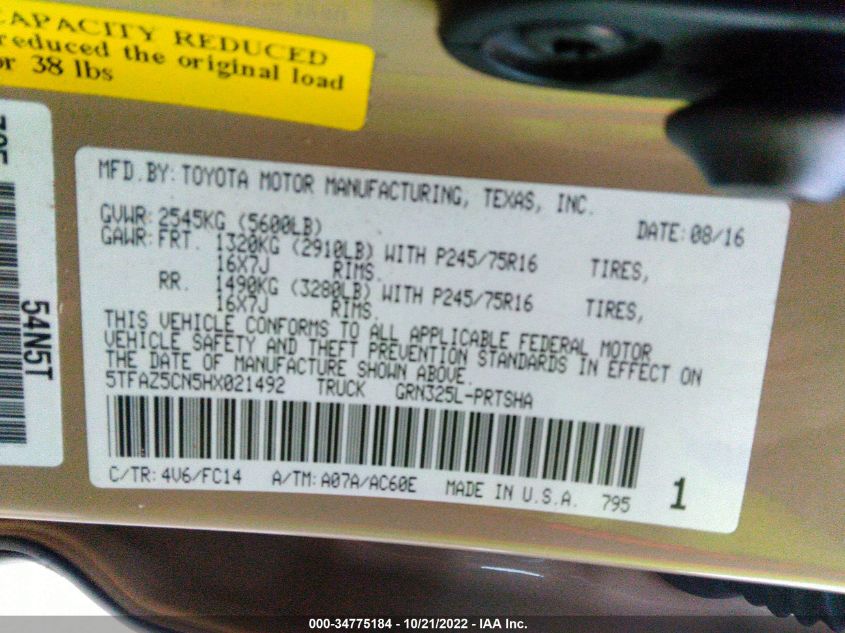 CAPACITY REDUCED
reduced the original load
or 38 lbs
54N5T
MFD.BY: TOYOTA MOTOR MANUFACTURING, TEXAS, INC.
GVWR: 2545KG (5600LB) DATE: 08/16
GAWR: FRT. 1320KG (2910LB) WITH P245/75R16 TIRES,
16X7J RIMS.
RR. 1490KG (3280LB) WITH P245/75R16 TIRES,
16X7J RIMS.
THIS VEHICLE CONFORMS TO ALL APPLICABLE FEDERAL MOTOR
VEHICLE SAFETY AND THEFT PREVENTION STANDARDS IN EFFECT ON
THE DATE OF MANUFACTURE SHOWN ABOVE.
5TFAZ5CN5HX021492 TRUCK GRN325L-PRTSHA
C/TR: 4V6/FC14 A/TM: A07A/AC60E MADE IN U.S.A. 795 1
000-34775184 - 10/21/2022 - IAA Inc.